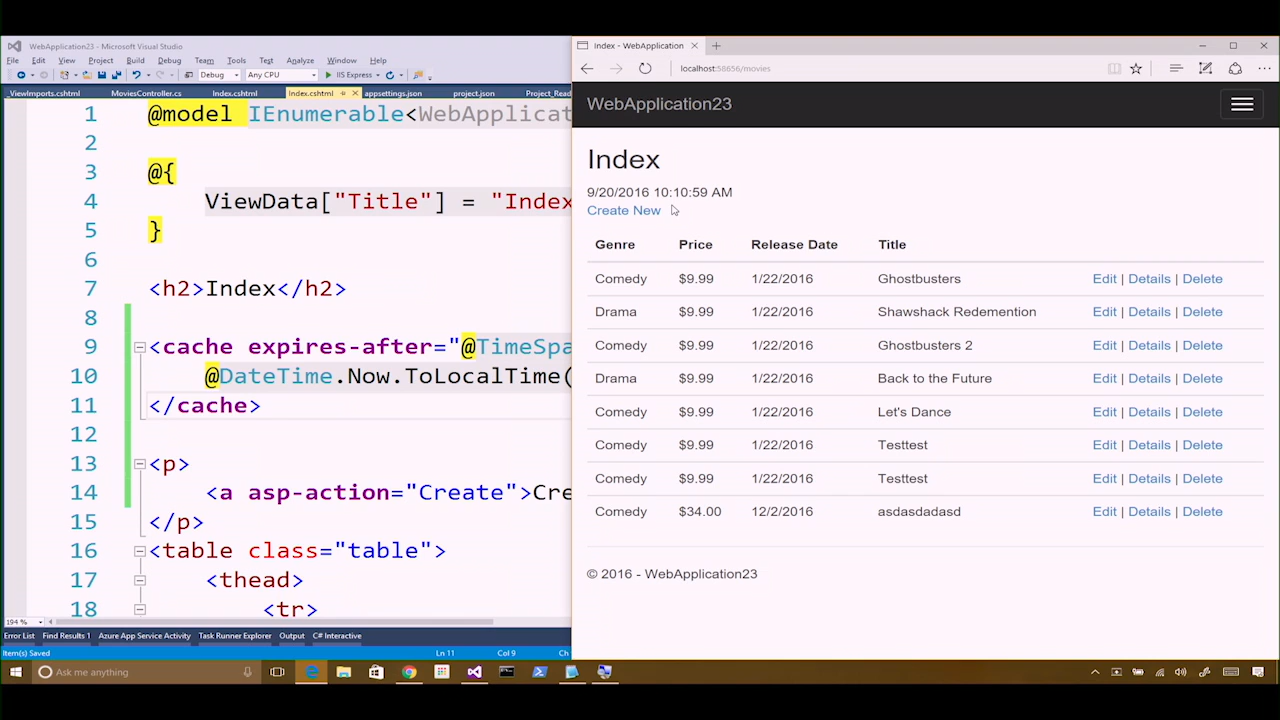 WebApplication23 - Microsoft Visual Studio
File Edit View Project Build Debug Team Tools Test Analyze Window Help
Debug Any CPU IIS Express
_ViewImports.cshtml MoviesController.cs Index.cshtml Index.cshtml appsettings.json project.json Project_Read
1 @model IEnumerable<WebApplicat
2
3 @{
4 ViewData["Title"] = "Index
5 }
6
7 <h2>Index</h2>
8
9 <cache expires-after="@TimeSpa
10 @DateTime.Now.ToLocalTime(
11 </cache>
12
13 <p>
14 <a asp-action="Create">Cre
15 </p>
16 <table class="table">
17 <thead>
18 <tr>
194 %
Error List Find Results 1 Azure App Service Activity Task Runner Explorer Output C# Interactive
Item(s) Saved Ln 11 Col 9 Ch
Index - WebApplication
localhost:58656/movies
WebApplication23
Index
9/20/2016 10:10:59 AM
Create New
Genre Price Release Date Title
Comedy $9.99 1/22/2016 Ghostbusters Edit | Details | Delete
Drama $9.99 1/22/2016 Shawshack Redemention Edit | Details | Delete
Comedy $9.99 1/22/2016 Ghostbusters 2 Edit | Details | Delete
Drama $9.99 1/22/2016 Back to the Future Edit | Details | Delete
Comedy $9.99 1/22/2016 Let's Dance Edit | Details | Delete
Comedy $9.99 1/22/2016 Testtest Edit | Details | Delete
Comedy $9.99 1/22/2016 Testtest Edit | Details | Delete
Comedy $34.00 12/2/2016 asdasdadasd Edit | Details | Delete
© 2016 - WebApplication23
Ask me anything